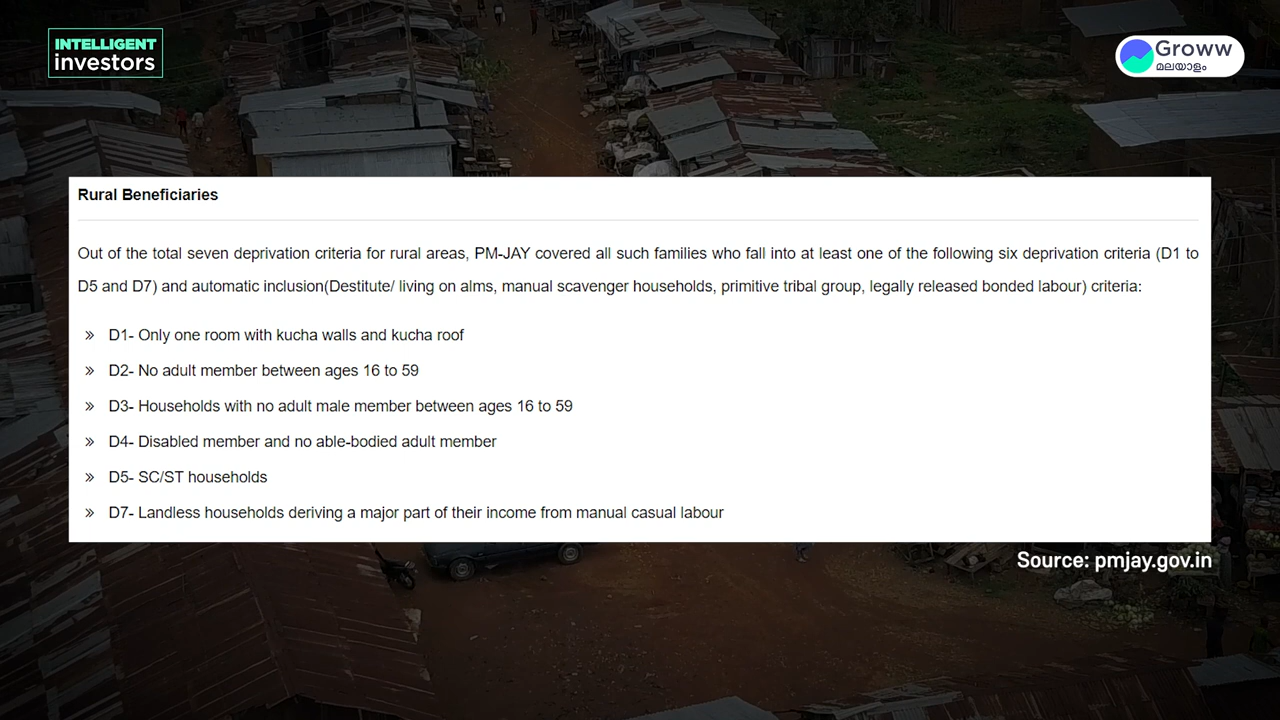 INTELLIGENT
investors
Groww
മലയാളം
Rural Beneficiaries
Out of the total seven deprivation criteria for rural areas, PM-JAY covered all such families who fall into at least one of the following six deprivation criteria (D1 to
D5 and D7) and automatic inclusion(Destitute/ living on alms, manual scavenger households, primitive tribal group, legally released bonded labour) criteria:
» D1- Only one room with kucha walls and kucha roof
» D2- No adult member between ages 16 to 59
» D3- Households with no adult male member between ages 16 to 59
» D4- Disabled member and no able-bodied adult member
» D5- SC/ST households
» D7- Landless households deriving a major part of their income from manual casual labour
Source: pmjay.gov.in